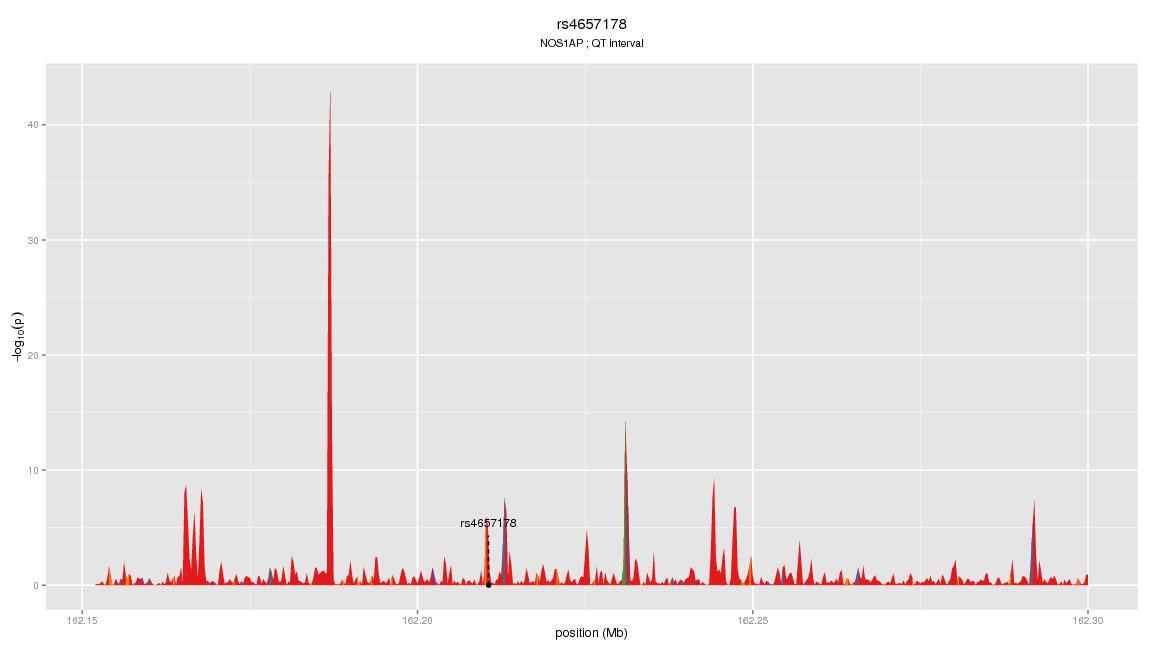 rs4657178
NOS1AP ; QT interval
40
30
20
10
0
−log10(p)
rs4657178
162.15
162.20
162.25
162.30
position (Mb)